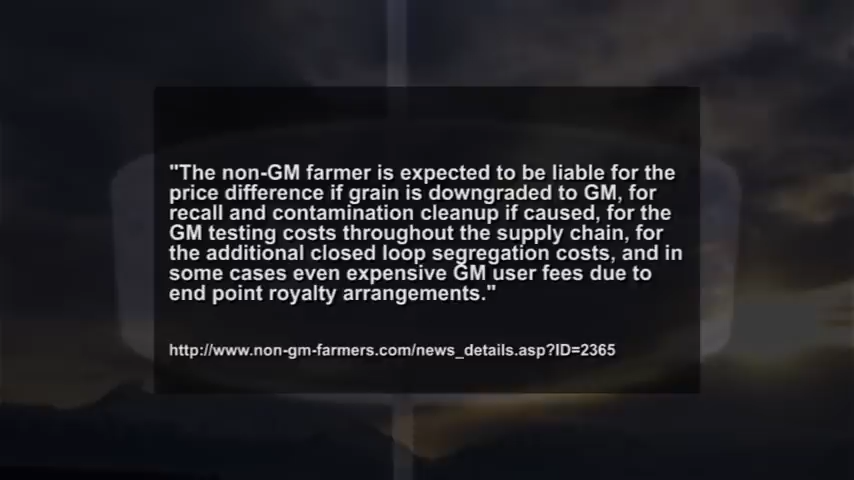 "The non-GM farmer is expected to be liable for the
price difference if grain is downgraded to GM, for
recall and contamination cleanup if caused, for the
GM testing costs throughout the supply chain, for
the additional closed loop segregation costs, and in
some cases even expensive GM user fees due to
end point royalty arrangements."
http://www.non-gm-farmers.com/news_details.asp?ID=2365